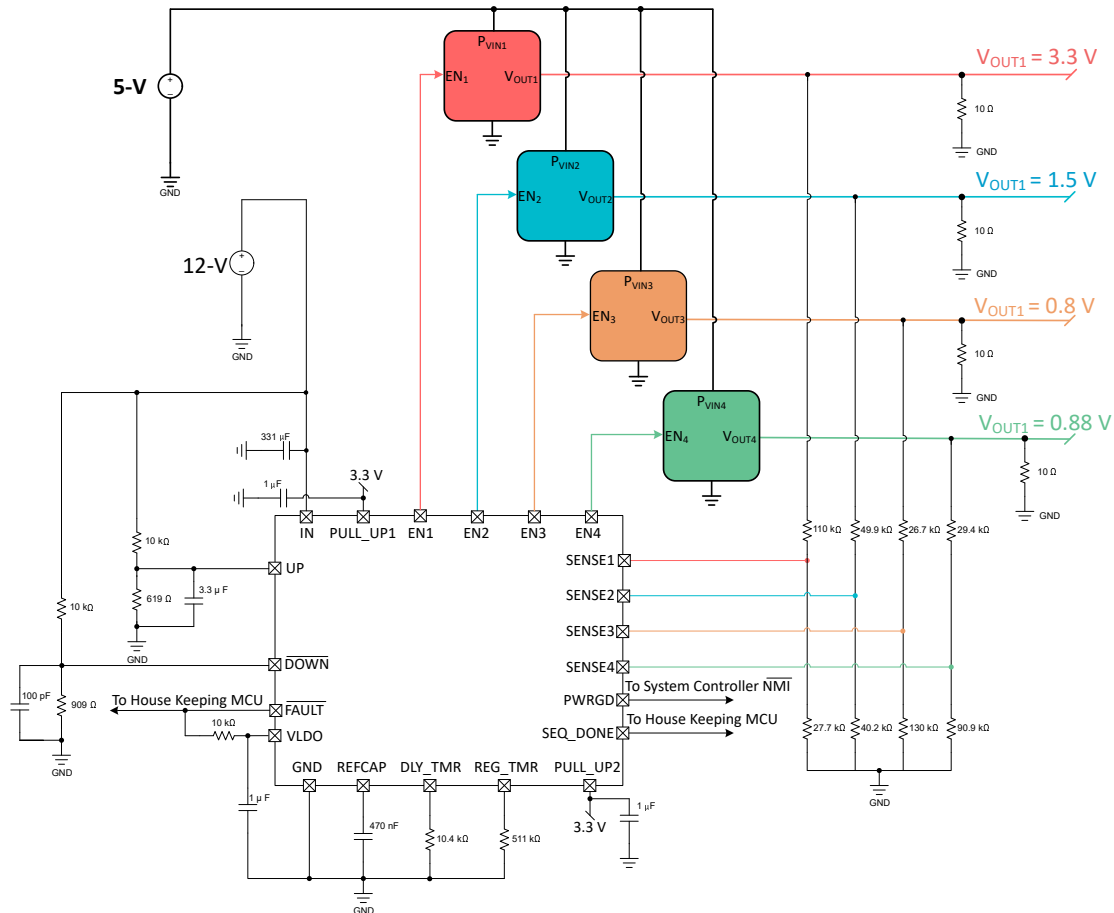 PVIN1
5-V
EN1
VOUT1
VOUT1 = 3.3 V
10 Ω
GND
GND
PVIN2
EN2
VOUT2
VOUT1 = 1.5 V
10 Ω
GND
12-V
GND
PVIN3
EN3
VOUT3
VOUT1 = 0.8 V
10 Ω
GND
PVIN4
EN4
VOUT4
VOUT1 = 0.88 V
10 Ω
GND
331 µF
1 µF
3.3 V
IN
PULL_UP1
EN1
EN2
EN3
EN4
110 kΩ
49.9 kΩ
26.7 kΩ
29.4 kΩ
10 kΩ
UP
619 Ω
3.3 µ F
GND
10 kΩ
SENSE1
SENSE2
SENSE3
SENSE4
DOWN
100 pF
909 Ω
GND
To House Keeping MCU
FAULT
10 kΩ
VLDO
PWRGD
To System Controller NMI
SEQ_DONE
To House Keeping MCU
27.7 kΩ
40.2 kΩ
130 kΩ
90.9 kΩ
GND
GND
REFCAP
DLY_TMR
REG_TMR
PULL_UP2
1 µ F
470 nF
10.4 kΩ
511 kΩ
3.3 V
1 µF
GND